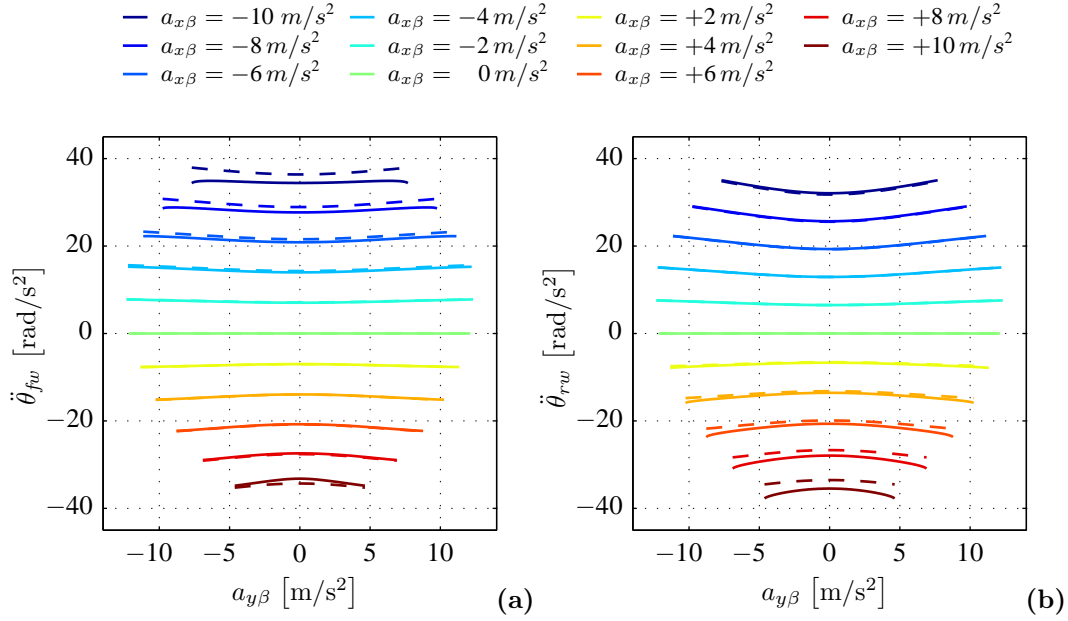 a_{xβ} = −10 m/s² a_{xβ} = −4 m/s² a_{xβ} = +2 m/s² a_{xβ} = +8 m/s²
a_{xβ} = −8 m/s² a_{xβ} = −2 m/s² a_{xβ} = +4 m/s² a_{xβ} = +10 m/s²
a_{xβ} = −6 m/s² a_{xβ} = 0 m/s² a_{xβ} = +6 m/s²
40
20
0
−20
−40
θ̈_{fw} [rad/s²]
−10 −5 0 5 10
a_{yβ} [m/s²]
(a)
40
20
0
−20
−40
θ̈_{rw} [rad/s²]
−10 −5 0 5 10
a_{yβ} [m/s²]
(b)